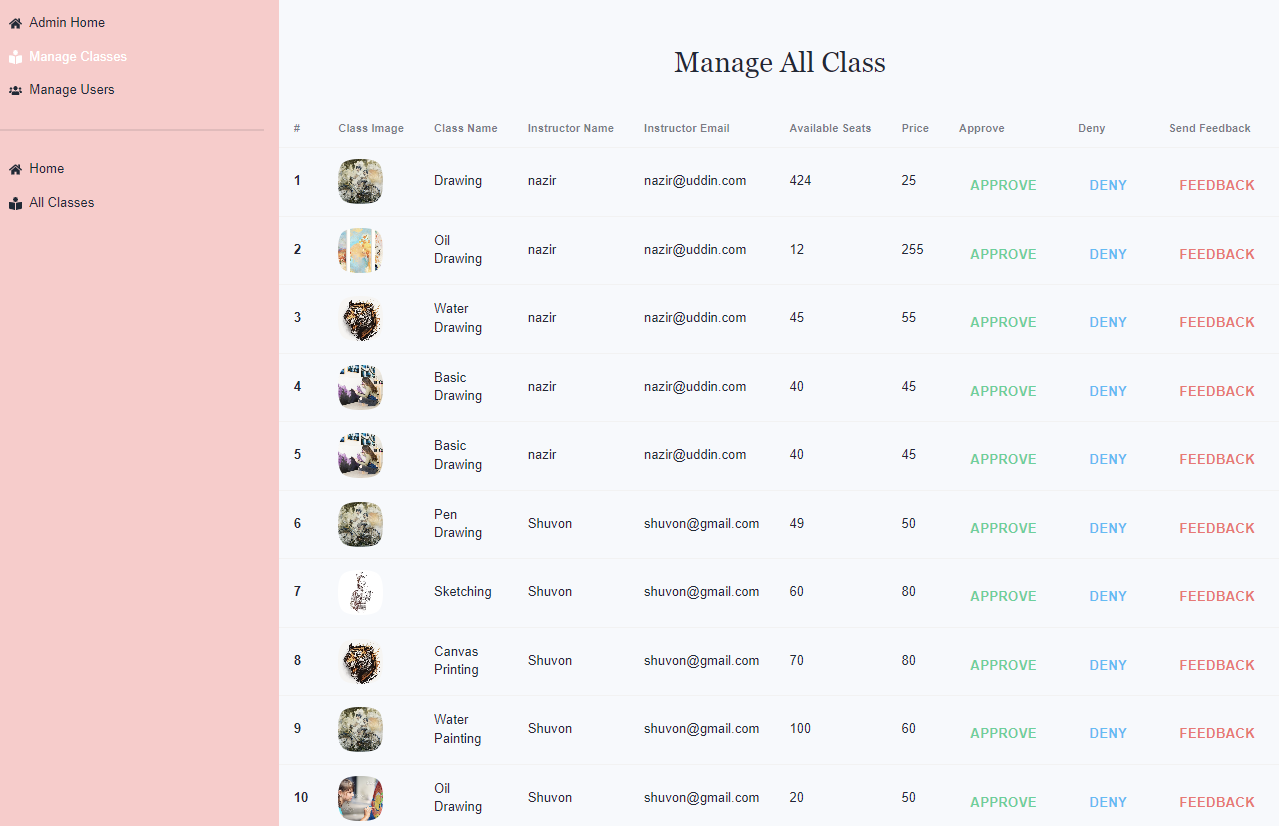 Admin Home
Manage Classes
Manage Users
Home
All Classes
Manage All Class
# Class Image Class Name Instructor Name Instructor Email Available Seats Price Approve Deny Send Feedback
1 Drawing nazir nazir@uddin.com 424 25 APPROVE DENY FEEDBACK
2 Oil
Drawing nazir nazir@uddin.com 12 255 APPROVE DENY FEEDBACK
3 Water
Drawing nazir nazir@uddin.com 45 55 APPROVE DENY FEEDBACK
4 Basic
Drawing nazir nazir@uddin.com 40 45 APPROVE DENY FEEDBACK
5 Basic
Drawing nazir nazir@uddin.com 40 45 APPROVE DENY FEEDBACK
6 Pen
Drawing Shuvon shuvon@gmail.com 49 50 APPROVE DENY FEEDBACK
7 Sketching Shuvon shuvon@gmail.com 60 80 APPROVE DENY FEEDBACK
8 Canvas
Printing Shuvon shuvon@gmail.com 70 80 APPROVE DENY FEEDBACK
9 Water
Painting Shuvon shuvon@gmail.com 100 60 APPROVE DENY FEEDBACK
10 Oil
Drawing Shuvon shuvon@gmail.com 20 50 APPROVE DENY FEEDBACK